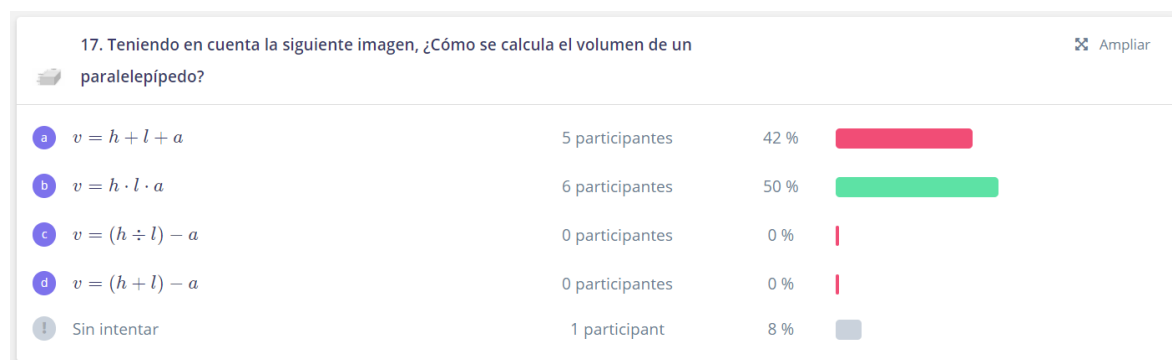 17. Teniendo en cuenta la siguiente imagen, ¿Cómo se calcula el volumen de un
paralelepípedo?
Ampliar
a v = h + l + a 5 participantes 42 %
b v = h · l · a 6 participantes 50 %
c v = (h ÷ l) − a 0 participantes 0 %
d v = (h + l) − a 0 participantes 0 %
! Sin intentar 1 participant 8 %